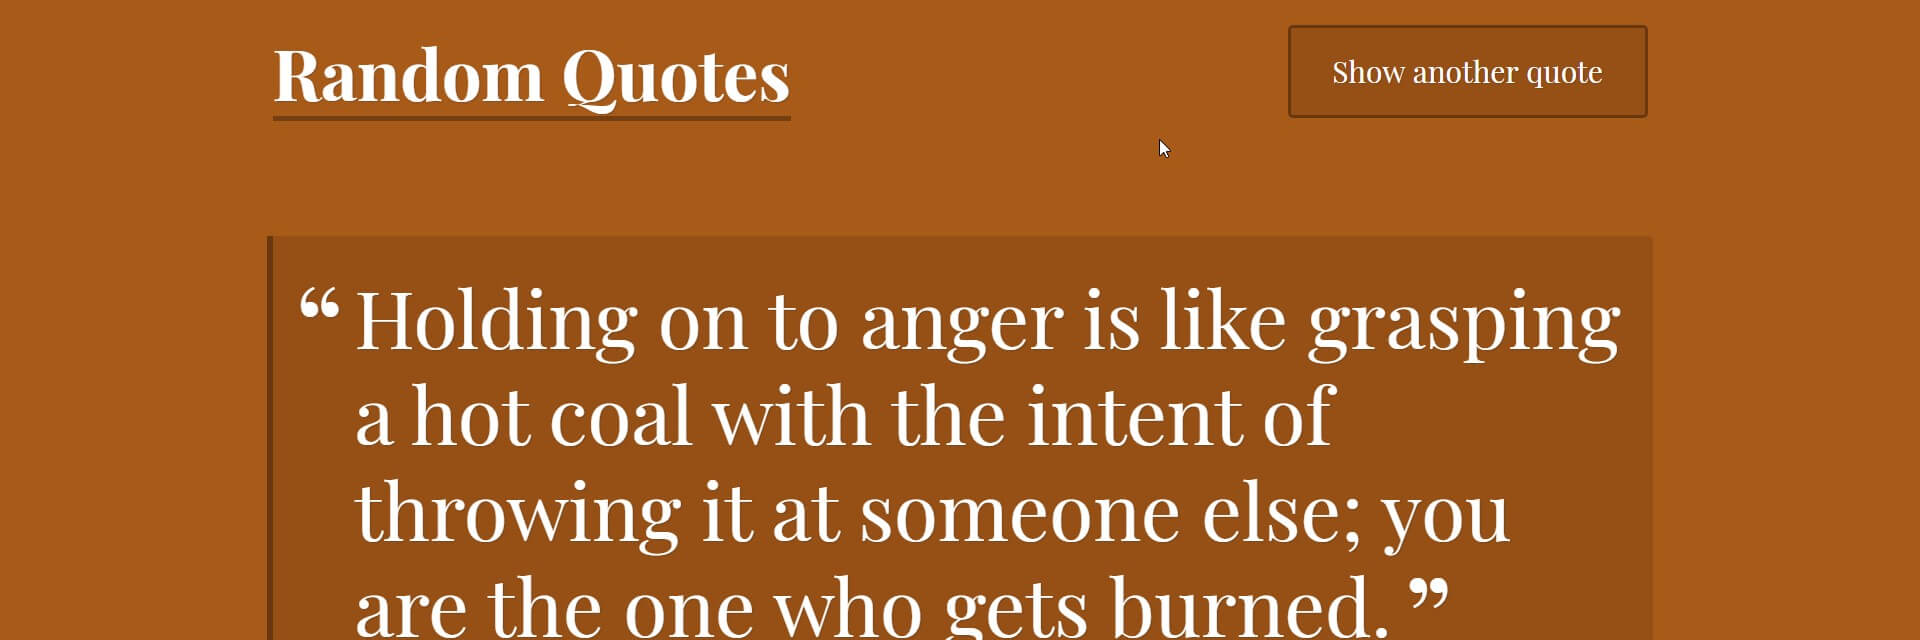 Random Quotes
Show another quote
“Holding on to anger is like grasping
a hot coal with the intent of
throwing it at someone else; you
are the one who gets burned.”